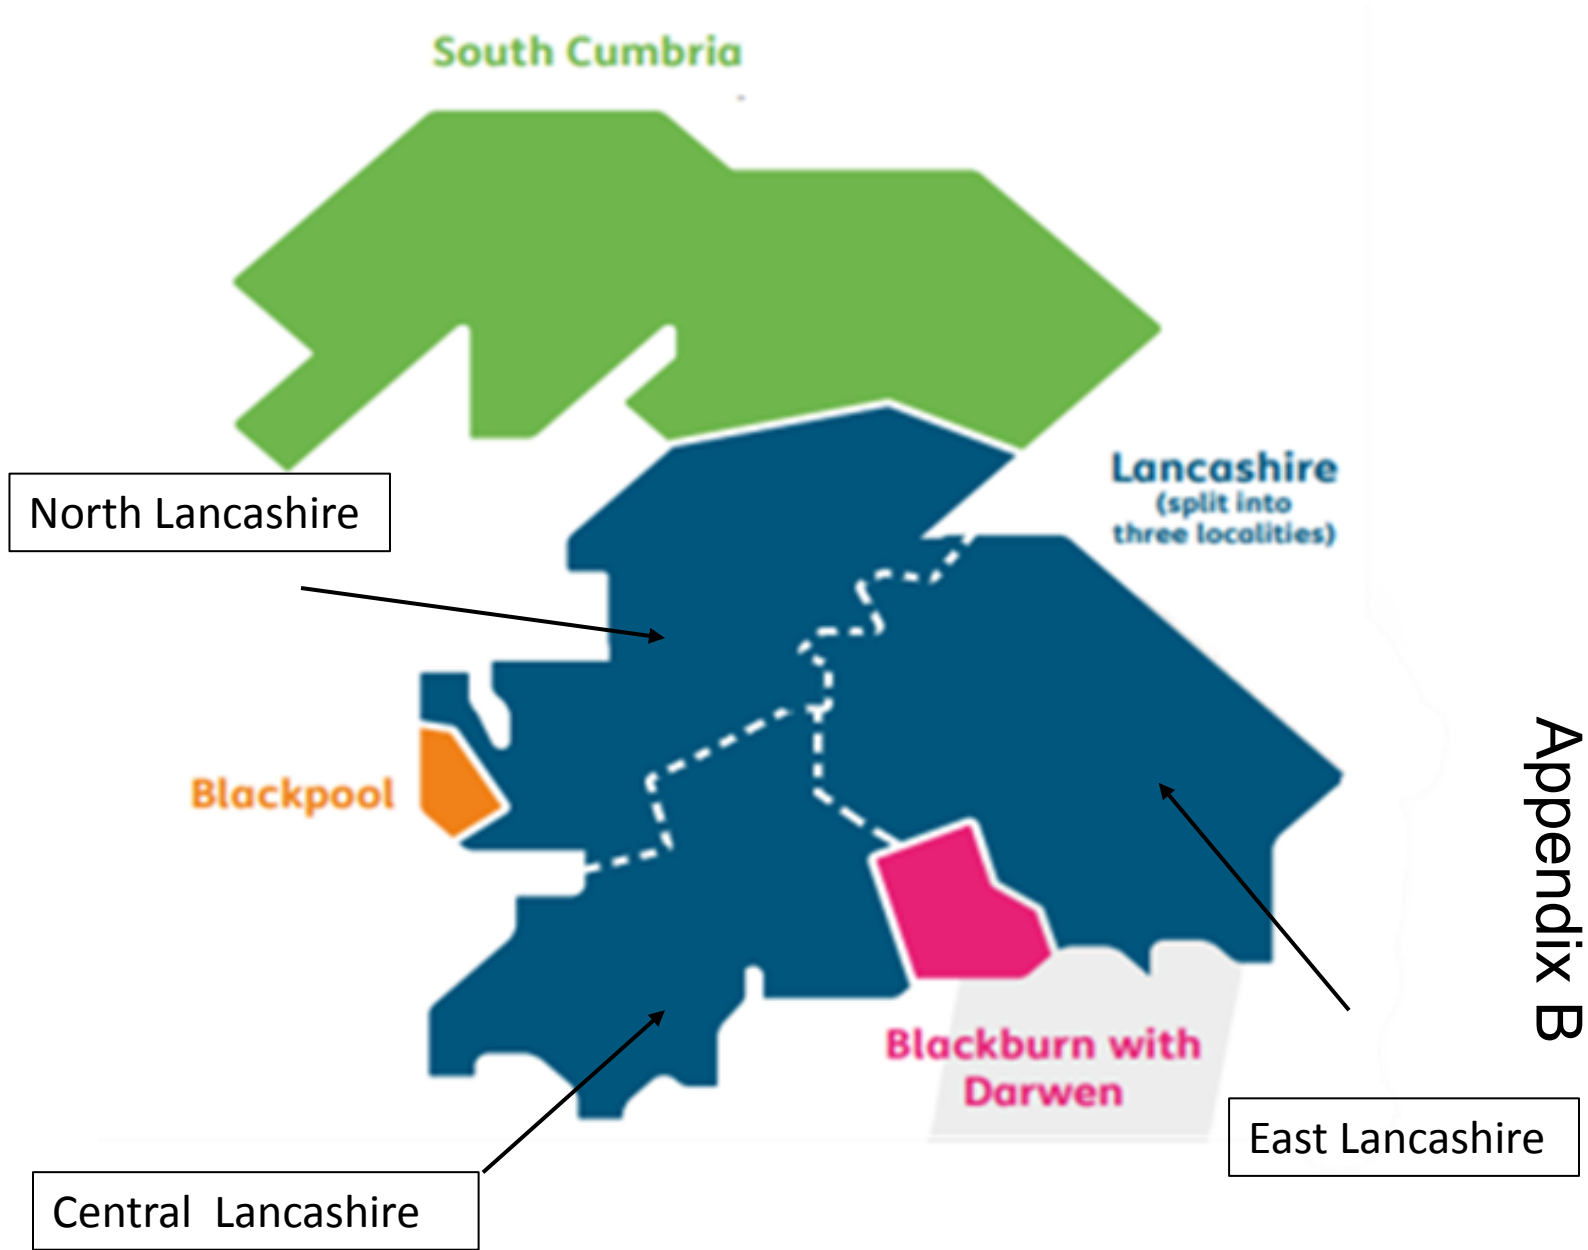 South Cumbria
North Lancashire
Lancashire
(split into
three localities)
Blackpool
Appendix B
Blackburn with
Darwen
East Lancashire
Central Lancashire